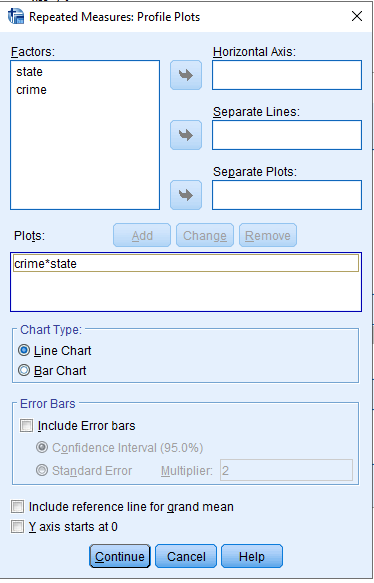 Repeated Measures: Profile Plots
Factors:
state
crime
Horizontal Axis:
Separate Lines:
Separate Plots:
Plots:
Add
Change
Remove
crime*state
Chart Type:
Line Chart
Bar Chart
Error Bars
Include Error bars
Confidence Interval (95.0%)
Standard Error
Multiplier:
2
Include reference line for grand mean
Y axis starts at 0
Continue
Cancel
Help